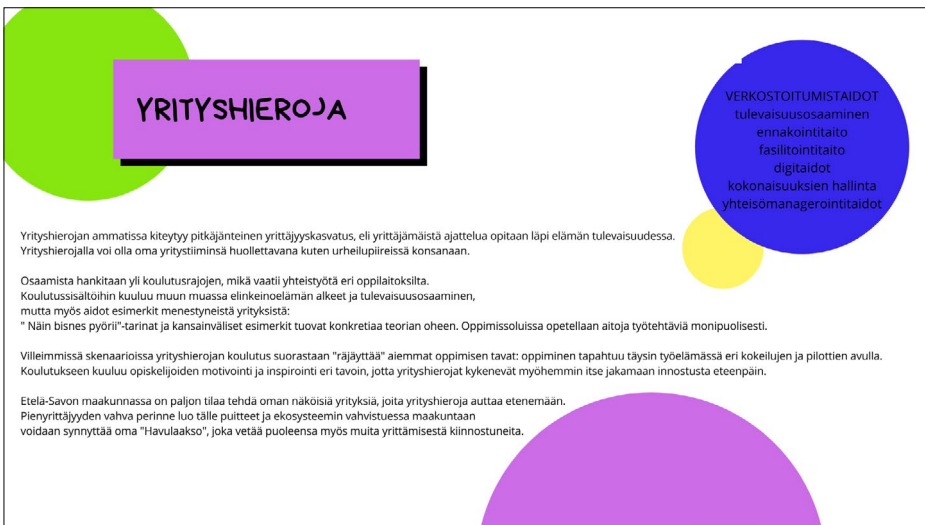 YRITYSHIEROJA
VERKOSTOITUMISTAIDOT
tulevaisuusosaaminen
ennakointitaito
fasilitointitaito
digitaidot
kokonaisuuksien hallinta
yhteisömanagerointitaidot
Yrityshierojan ammatissa kiteytyy pitkäjänteinen yrittäjyyskasvatus, eli yrittäjämäistä ajattelua opitaan läpi elämän tulevaisuudessa.
Yrityshierojalla voi olla oma yritystiiminsä huollettavana kuten urheilupiireissä konsanaan.
Osaamista hankitaan yli koulutusrajojen, mikä vaatii yhteistyötä eri oppilaitoksilta.
Koulutussisältöihin kuuluu muun muassa elinkeinoelämän alkeet ja tulevaisuusosaaminen,
mutta myös aidot esimerkit menestyneistä yrityksistä:
" Näin bisnes pyörii"-tarinat ja kansainväliset esimerkit tuovat konkretiaa teorian oheen. Oppimissoluissa opetellaan aitoja työtehtäviä monipuolisesti.
Villeimmissä skenaarioissa yrityshierojan koulutus suorastaan "räjäyttää" aiemmat oppimisen tavat: oppiminen tapahtuu täysin työelämässä eri kokeilujen ja pilottien avulla.
Koulutukseen kuuluu opiskelijoiden motivointi ja inspirointi eri tavoin, jotta yrityshierojat kykenevät myöhemmin itse jakamaan innostusta eteenpäin.
Etelä-Savon maakunnassa on paljon tilaa tehdä oman näköisiä yrityksiä, joita yrityshieroja auttaa etenemään.
Pienyrittäjyyden vahva perinne luo tälle puitteet ja ekosysteemin vahvistuessa maakuntaan
voidaan synnyttää oma "Havulaakso", joka vetää puoleensa myös muita yrittämisestä kiinnostuneita.